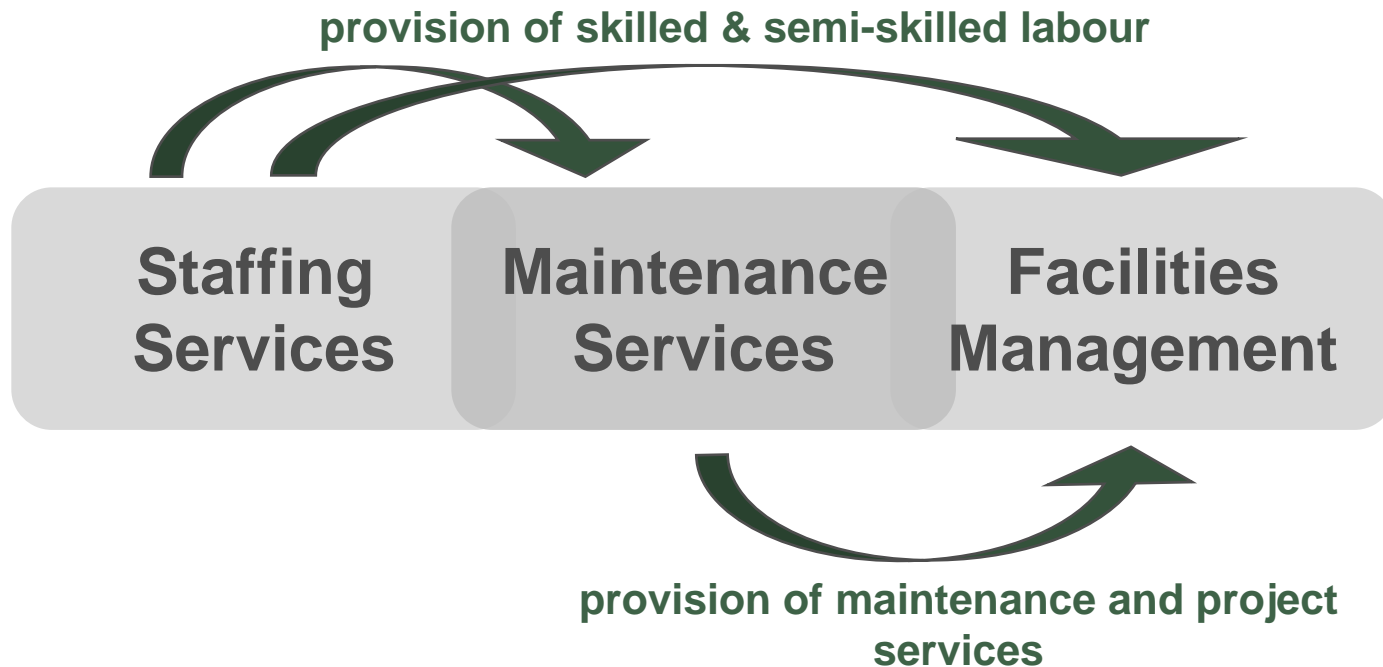 provision of skilled & semi-skilled labour
Staffing
Services
Maintenance
Services
Facilities
Management
provision of maintenance and project
services